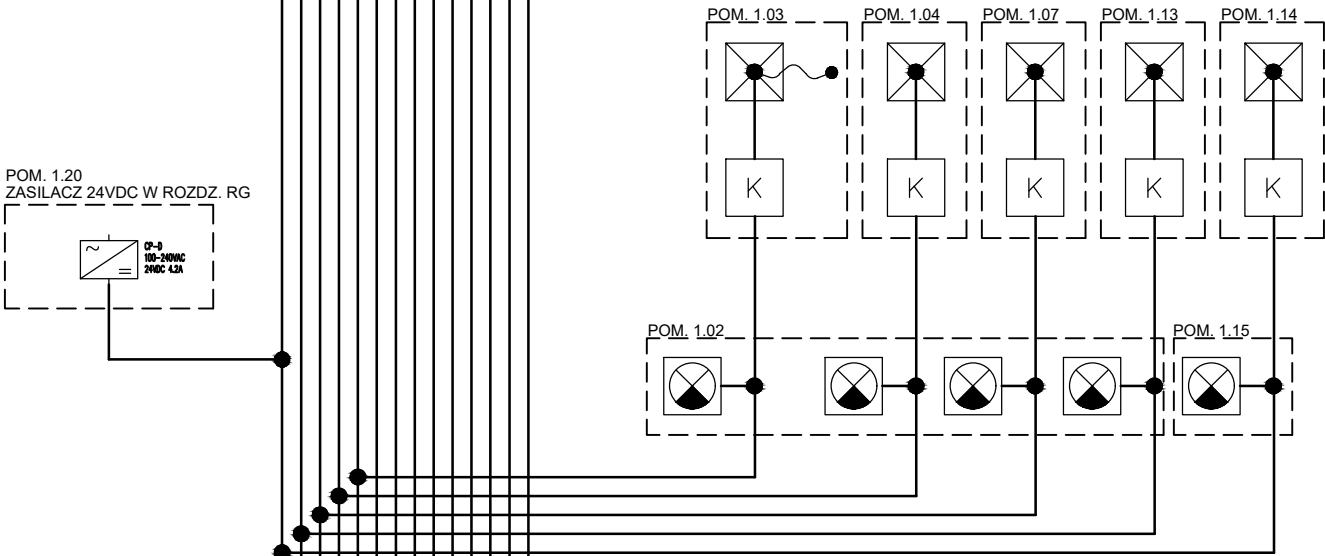 POM. 1.03
POM. 1.04
POM. 1.07
POM. 1.13
POM. 1.14
POM. 1.20
ZASILACZ 24VDC W ROZDZ. RG
CP-D
100-240VAC
24VDC 4.2A
K
K
K
K
K
POM. 1.02
POM. 1.15